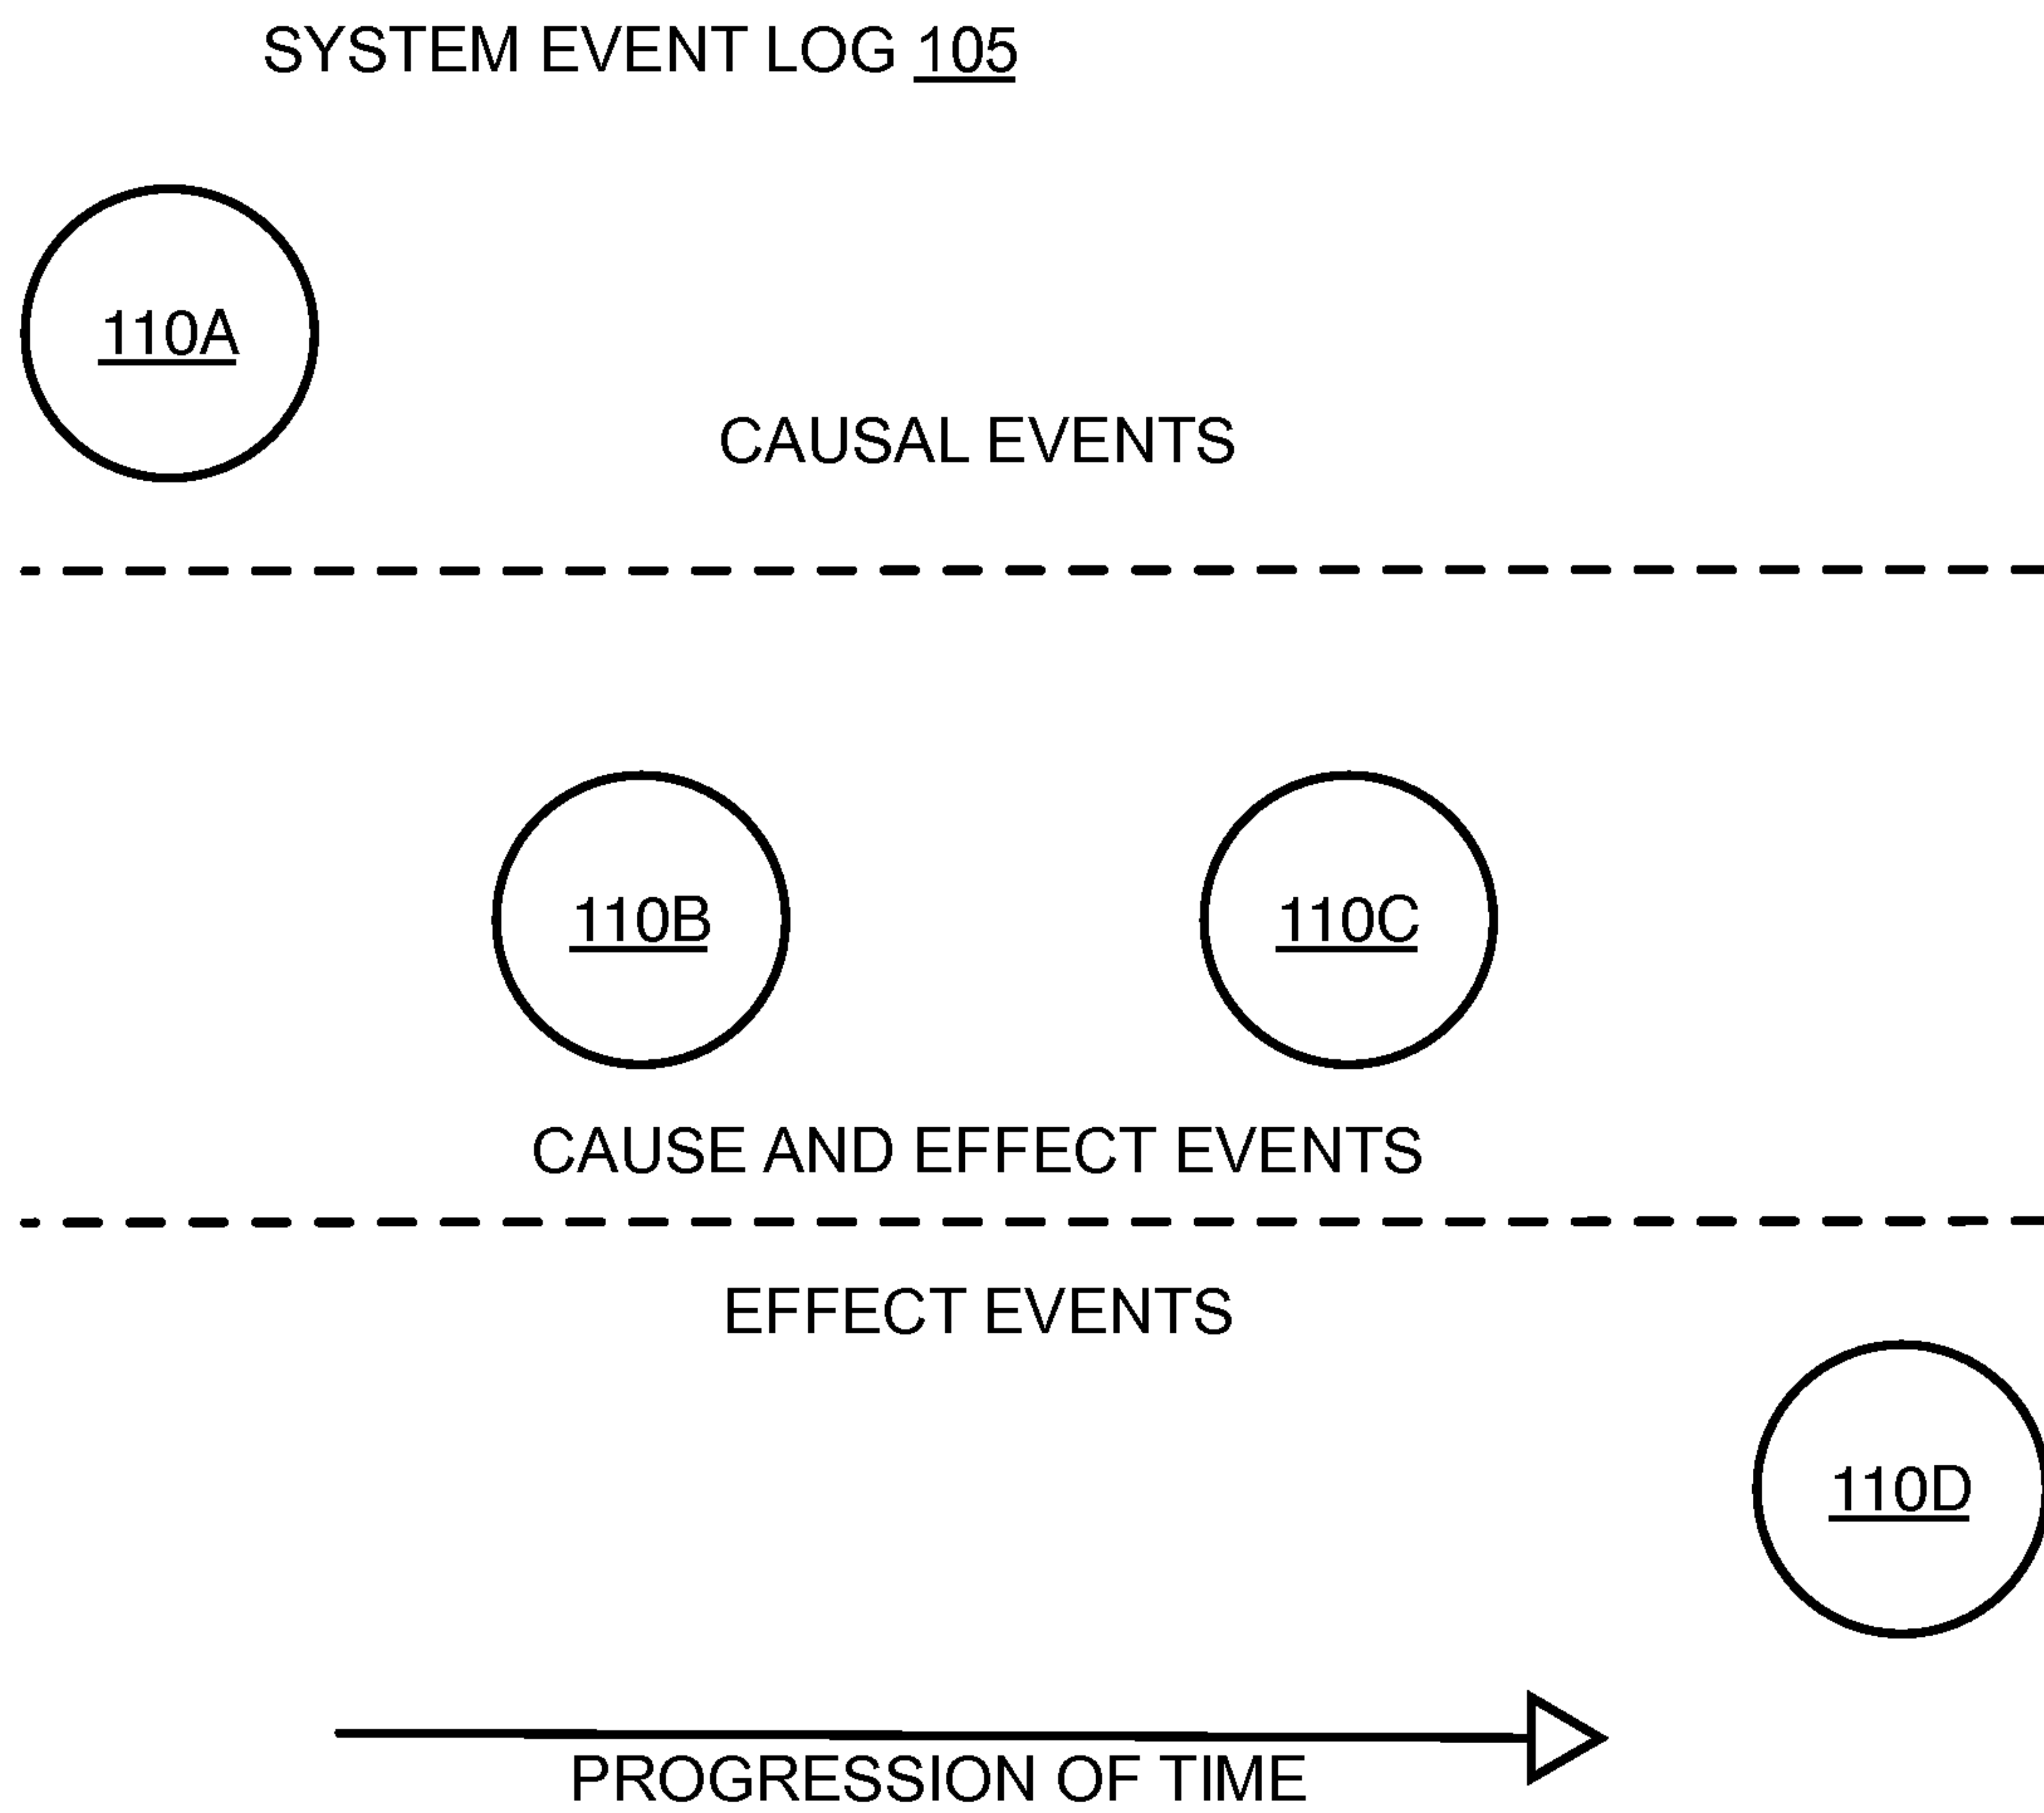 SYSTEM EVENT LOG 105
110A
CAUSAL EVENTS
110B
110C
CAUSE AND EFFECT EVENTS
EFFECT EVENTS
110D
PROGRESSION OF TIME